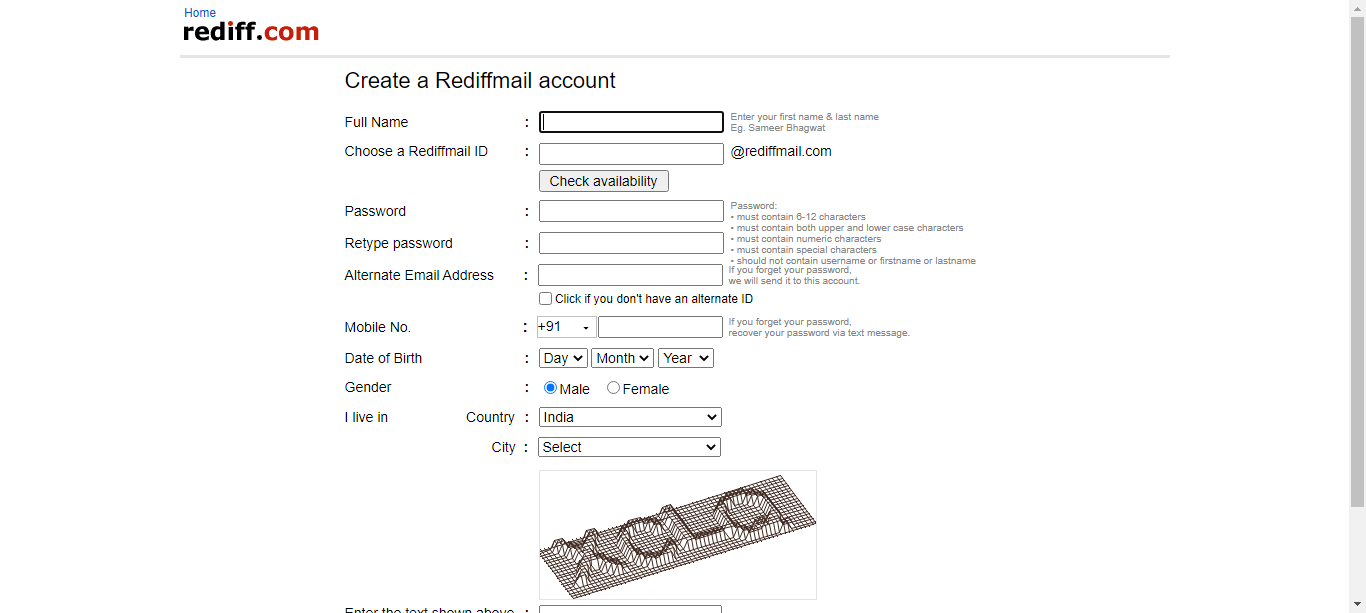 Home
rediff.com
Create a Rediffmail account
Full Name :
Enter your first name & last name
Eg. Sameer Bhagwat
Choose a Rediffmail ID : @rediffmail.com
Check availability
Password :
Password:
• must contain 6-12 characters
• must contain both upper and lower case characters
• must contain numeric characters
• must contain special characters
• should not contain username or firstname or lastname
Retype password :
Alternate Email Address :
If you forget your password,
we will send it to this account.
Click if you don't have an alternate ID
Mobile No. : +91
If you forget your password,
recover your password via text message.
Date of Birth : Day Month Year
Gender : Male Female
I live in Country : India
City : Select
Enter the text shown above :